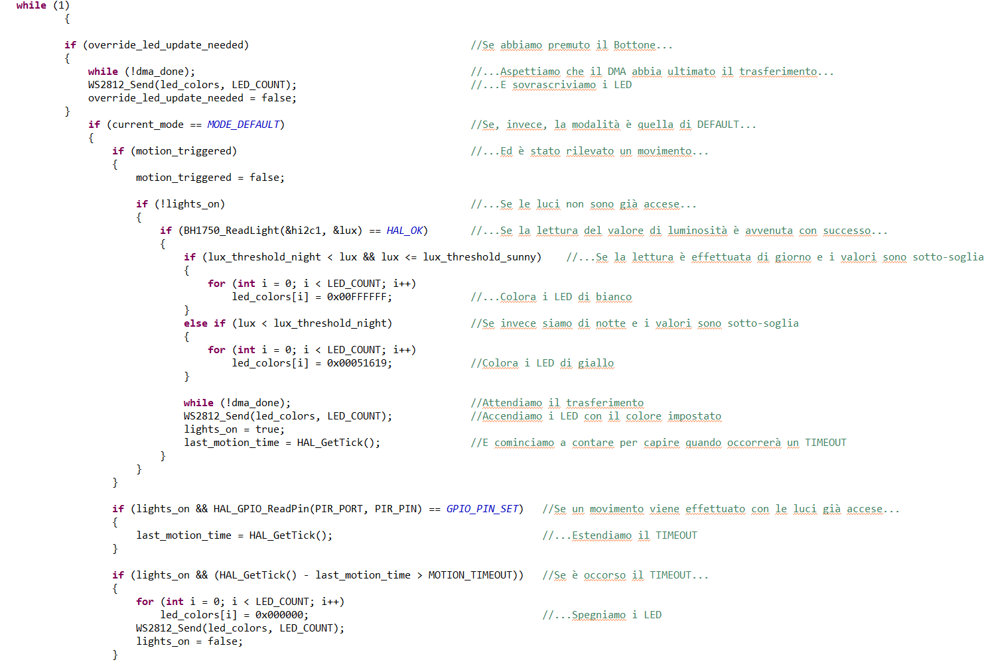 while (1)
{
if (override_led_update_needed) //Se abbiamo premuto il Bottone...
{
while (!dma_done); //...Aspettiamo che il DMA abbia ultimato il trasferimento...
WS2812_Send(led_colors, LED_COUNT); //...E sovrascriviamo i LED
override_led_update_needed = false;
}
if (current_mode == MODE_DEFAULT) //Se, invece, la modalità è quella di DEFAULT...
{
if (motion_triggered) //...Ed è stato rilevato un movimento...
{
motion_triggered = false;
if (!lights_on) //...Se le luci non sono già accese...
{
if (BH1750_ReadLight(&hi2c1, &lux) == HAL_OK) //...Se la lettura del valore di luminosità è avvenuta con successo...
{
if (lux_threshold_night < lux && lux <= lux_threshold_sunny) //...Se la lettura è effettuata di giorno e i valori sono sotto-soglia
{
for (int i = 0; i < LED_COUNT; i++)
led_colors[i] = 0x00FFFFFF; //...Colora i LED di bianco
}
else if (lux < lux_threshold_night) //Se invece siamo di notte e i valori sono sotto-soglia
{
for (int i = 0; i < LED_COUNT; i++)
led_colors[i] = 0x00051619; //Colora i LED di giallo
}
while (!dma_done); //Attendiamo il trasferimento
WS2812_Send(led_colors, LED_COUNT); //Accendiamo i LED con il colore impostato
lights_on = true;
last_motion_time = HAL_GetTick(); //E cominciamo a contare per capire quando occorrerà un TIMEOUT
}
}
}
if (lights_on && HAL_GPIO_ReadPin(PIR_PORT, PIR_PIN) == GPIO_PIN_SET) //Se un movimento viene effettuato con le luci già accese...
{
last_motion_time = HAL_GetTick(); //...Estendiamo il TIMEOUT
}
if (lights_on && (HAL_GetTick() - last_motion_time > MOTION_TIMEOUT)) //Se è occorso il TIMEOUT...
{
for (int i = 0; i < LED_COUNT; i++)
led_colors[i] = 0x000000; //...Spegniamo i LED
WS2812_Send(led_colors, LED_COUNT);
lights_on = false;
}